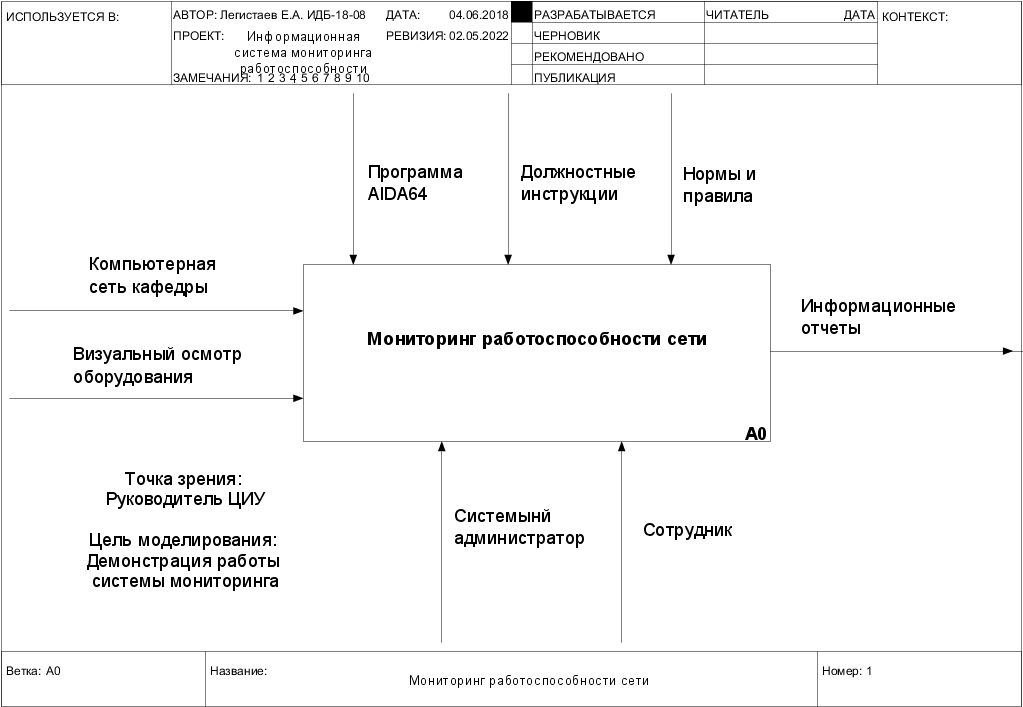 ИСПОЛЬЗУЕТСЯ В:
АВТОР: Легистаев Е.А. ИДБ-18-08
ДАТА: 04.06.2018
РАЗРАБАТЫВАЕТСЯ
ЧИТАТЕЛЬ
ДАТА
КОНТЕКСТ:
ПРОЕКТ: Информационная
система мониторинга
работоспособности
РЕВИЗИЯ: 02.05.2022
ЧЕРНОВИК
РЕКОМЕНДОВАНО
ЗАМЕЧАНИЯ: 1 2 3 4 5 6 7 8 9 10
ПУБЛИКАЦИЯ
Программа
AIDA64
Должностные
инструкции
Нормы и
правила
Компьютерная
сеть кафедры
Визуальный осмотр
оборудования
Мониторинг работоспособности сети
A0
Информационные
отчеты
Точка зрения:
Руководитель ЦИУ
Цель моделирования:
Демонстрация работы
системы мониторинга
Системынй
администратор
Сотрудник
Ветка: A0
Название:
Мониторинг работоспособности сети
Номер: 1